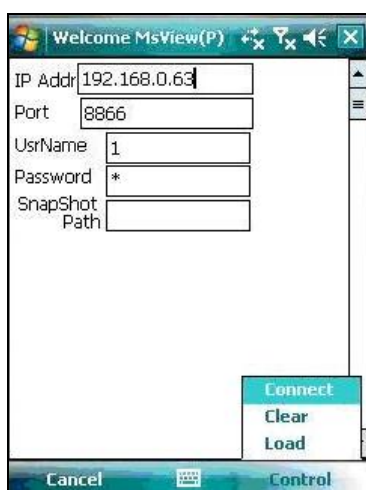 Welcome MsView(P)
IP Addr 192.168.0.63
Port 8866
UsrName 1
Password *
SnapShot
Path
Connect
Clear
Load
Cancel Control